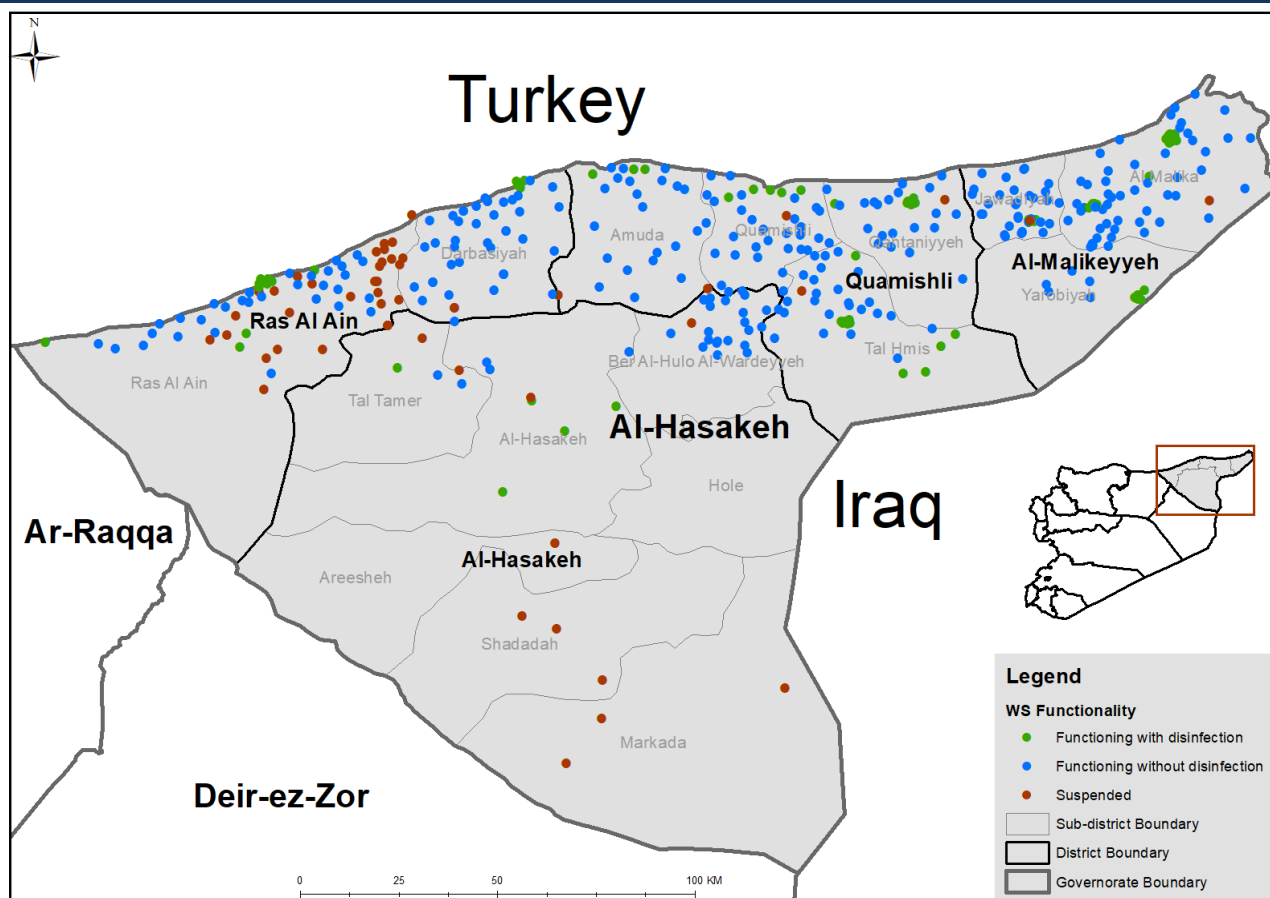 N
Turkey
Al Malika
Jawadiyah
Quamishli
Amuda
Qahtaniyyeh
Darbasiyah
Al-Malikeyyeh
Quamishli
Yarobiyah
Ras Al Ain
Tal Hmis
Ber Al-Hulo Al-Wardeyyeh
Ras Al Ain
Tal Tamer
Al-Hasakeh
Al-Hasakeh
Hole
Iraq
Ar-Raqqa
Al-Hasakeh
Areesheh
Shadadah
Markada
Deir-ez-Zor
Legend
WS Functionality
Functioning with disinfection
Functioning without disinfection
Suspended
Sub-district Boundary
District Boundary
Governorate Boundary
0 25 50 100 KM